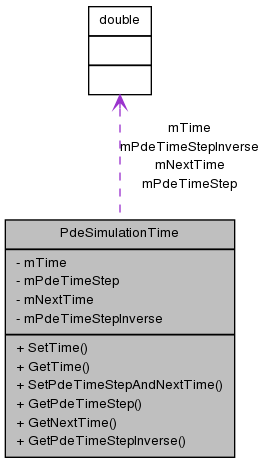 double
mTime
mPdeTimeStepInverse
mNextTime
mPdeTimeStep
PdeSimulationTime
- mTime
- mPdeTimeStep
- mNextTime
- mPdeTimeStepInverse
+ SetTime()
+ GetTime()
+ SetPdeTimeStepAndNextTime()
+ GetPdeTimeStep()
+ GetNextTime()
+ GetPdeTimeStepInverse()